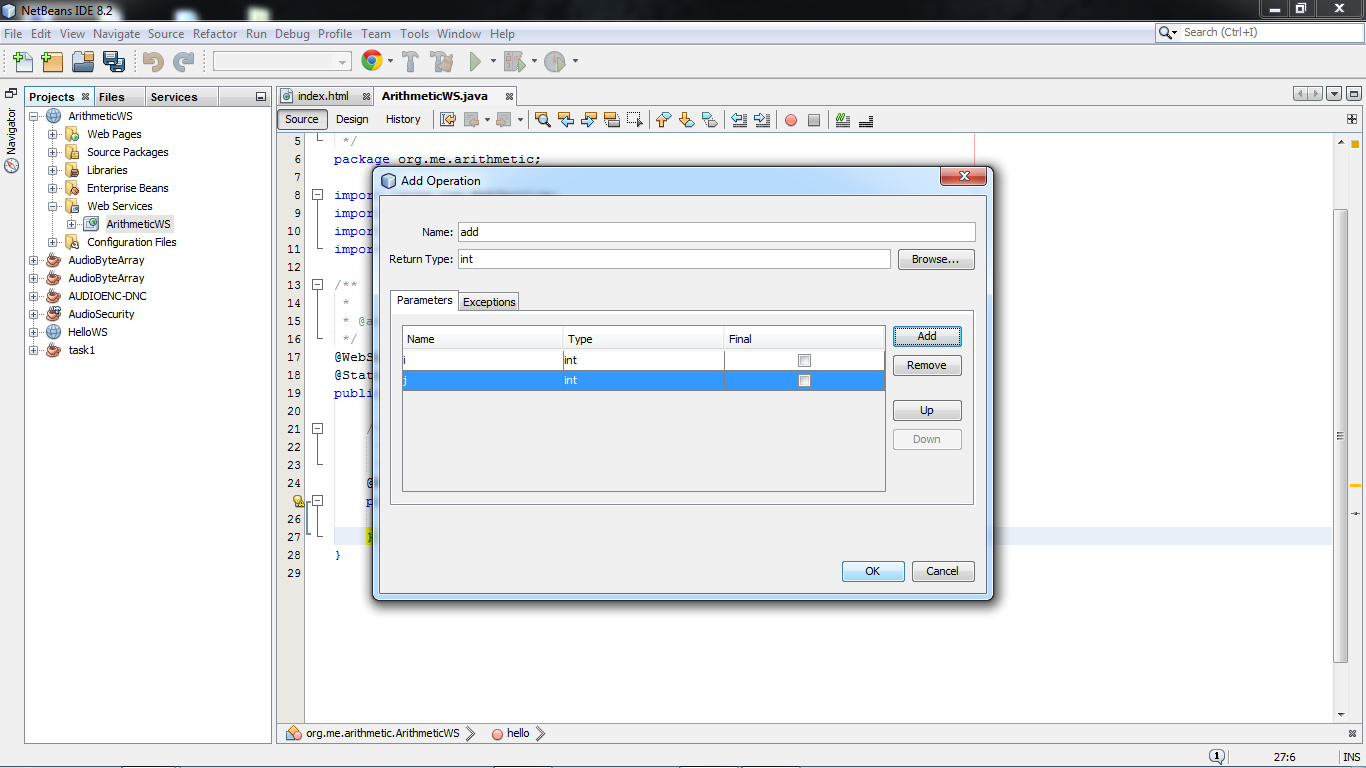 NetBeans IDE 8.2
File Edit View Navigate Source Refactor Run Debug Profile Team Tools Window Help
Search (Ctrl+I)
Projects Files Services
Navigator
ArithmeticWS
Web Pages
Source Packages
Libraries
Enterprise Beans
Web Services
ArithmeticWS
Configuration Files
AudioByteArray
AudioByteArray
AUDIOENC-DNC
AudioSecurity
HelloWS
task1
index.html ArithmeticWS.java
Source Design History
5 */
6 package org.me.arithmetic;
7
8 impor
9 impor
10 impor
11 impor
12
13 /**
14 *
15 * @a
16 */
17 @WebS
18 @Stat
19 publi
20
21 /
22
23
24 @
p
26
27 }
28 }
29
Add Operation
Name: add
Return Type: int Browse...
Parameters Exceptions
Name Type Final
i int
j int
Add
Remove
Up
Down
OK Cancel
org.me.arithmetic.ArithmeticWS hello
1 27:6 INS